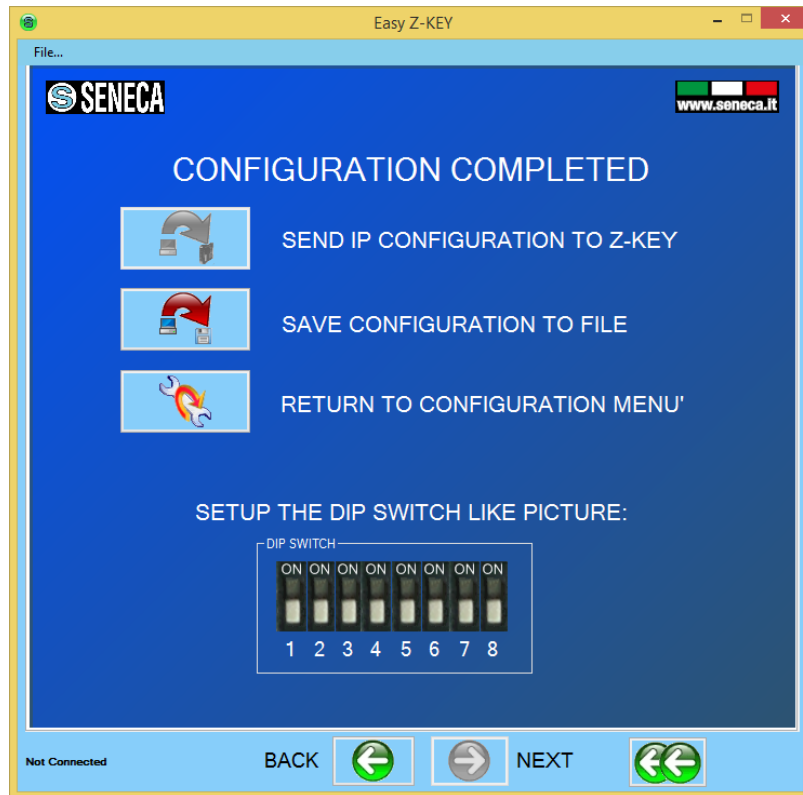 Easy Z-KEY
File...
SENECA
www.seneca.it
CONFIGURATION COMPLETED
SEND IP CONFIGURATION TO Z-KEY
SAVE CONFIGURATION TO FILE
RETURN TO CONFIGURATION MENU'
SETUP THE DIP SWITCH LIKE PICTURE:
DIP SWITCH
ON ON ON ON ON ON ON ON
1 2 3 4 5 6 7 8
Not Connected BACK NEXT